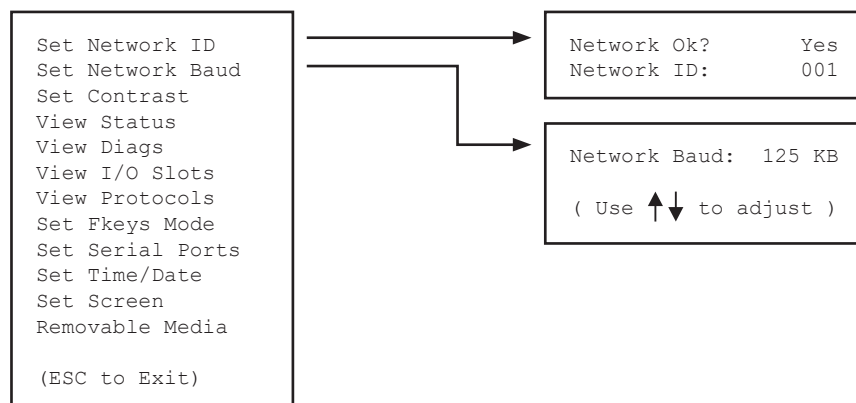 Set Network ID
Set Network Baud
Set Contrast
View Status
View Diags
View I/O Slots
View Protocols
Set Fkeys Mode
Set Serial Ports
Set Time/Date
Set Screen
Removable Media
(ESC to Exit)
Network Ok? Yes
Network ID: 001
Network Baud: 125 KB
( Use ↑↓ to adjust )